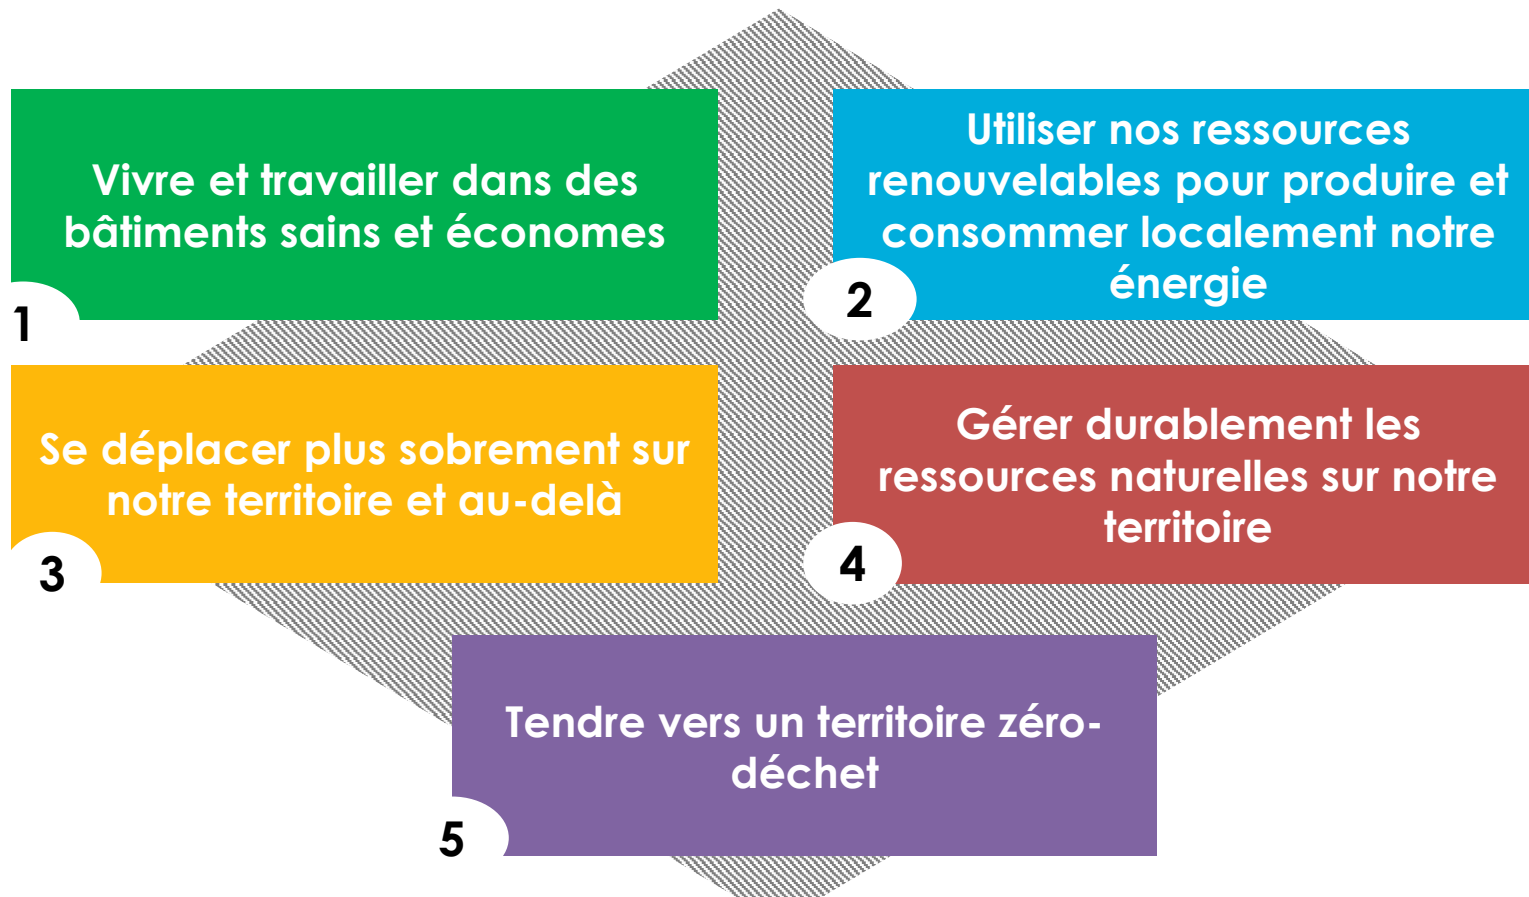 Vivre et travailler dans des
bâtiments sains et économes
1
Utiliser nos ressources
renouvelables pour produire et
consommer localement notre
énergie
2
Se déplacer plus sobrement sur
notre territoire et au-delà
3
Gérer durablement les
ressources naturelles sur notre
territoire
4
Tendre vers un territoire zéro-
déchet
5